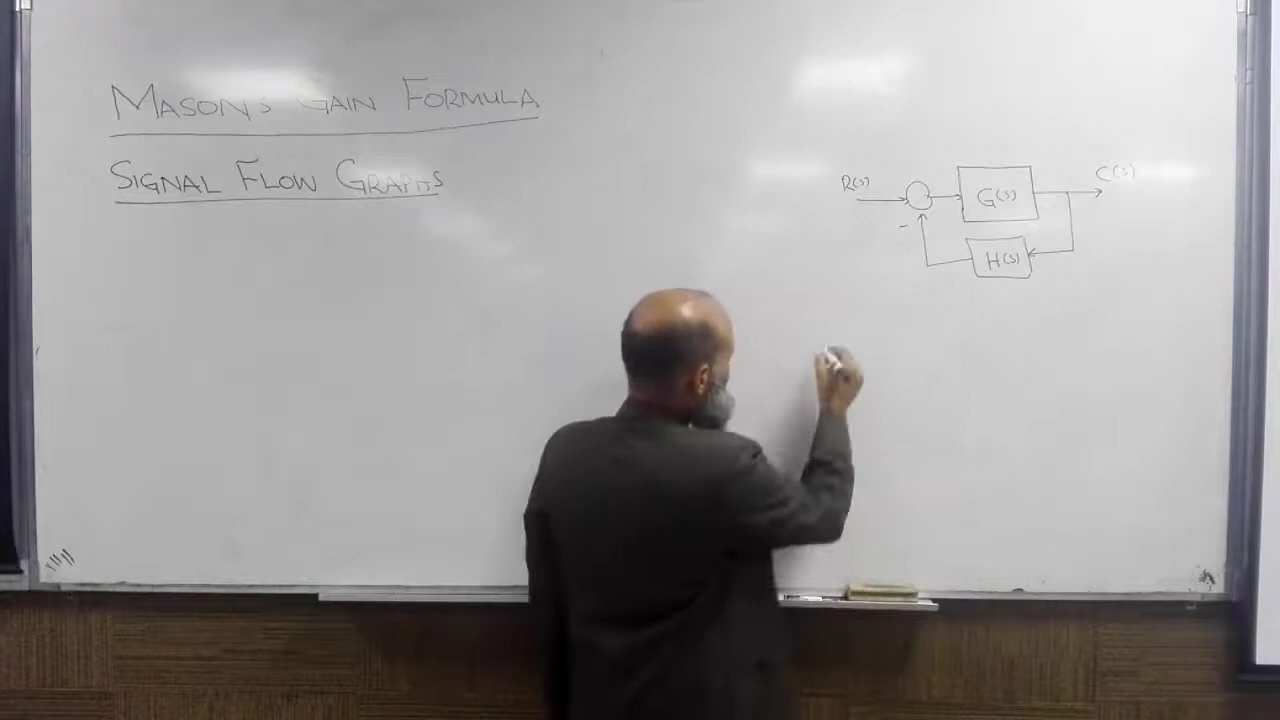 MASON'S GAIN FORMULA
SIGNAL FLOW GRAPHS
R(s)
G(s)
C(s)
-
H(s)